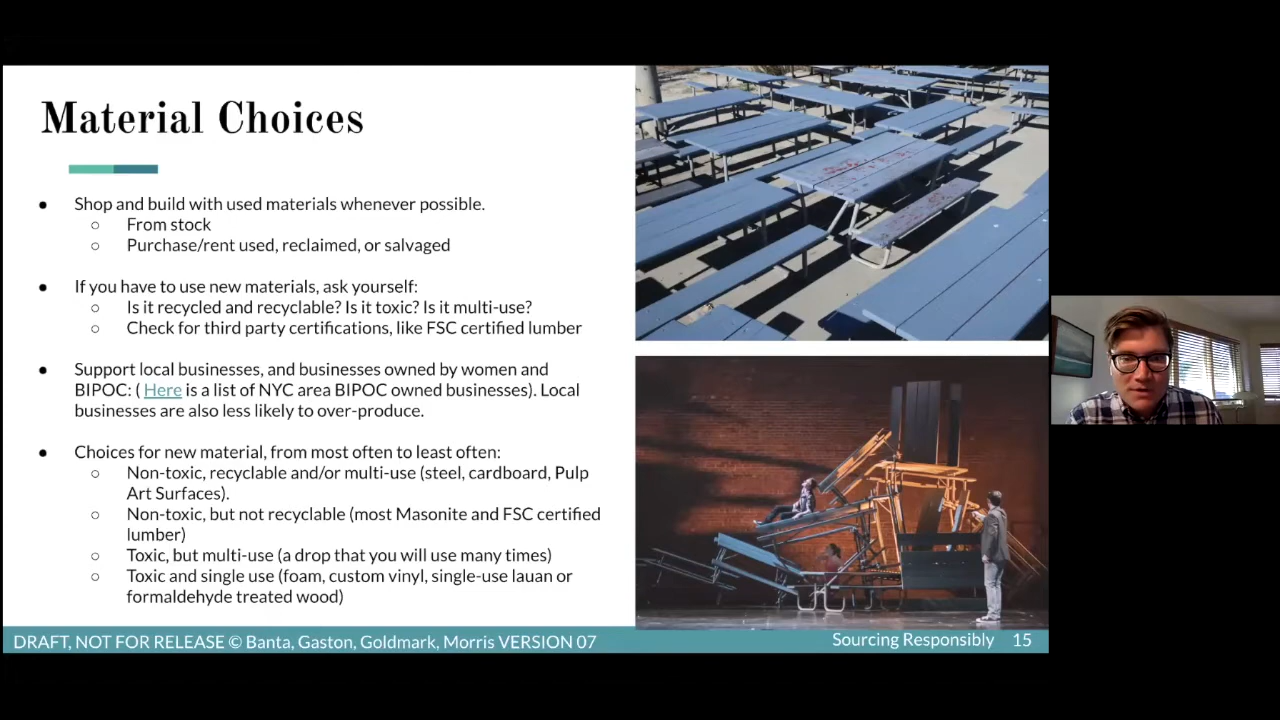 Material Choices
● Shop and build with used materials whenever possible.
○ From stock
○ Purchase/rent used, reclaimed, or salvaged
● If you have to use new materials, ask yourself:
○ Is it recycled and recyclable? Is it toxic? Is it multi-use?
○ Check for third party certifications, like FSC certified lumber
● Support local businesses, and businesses owned by women and
BIPOC: ( Here is a list of NYC area BIPOC owned businesses). Local
businesses are also less likely to over-produce.
● Choices for new material, from most often to least often:
○ Non-toxic, recyclable and/or multi-use (steel, cardboard, Pulp
Art Surfaces).
○ Non-toxic, but not recyclable (most Masonite and FSC certified
lumber)
○ Toxic, but multi-use (a drop that you will use many times)
○ Toxic and single use (foam, custom vinyl, single-use lauan or
formaldehyde treated wood)
DRAFT, NOT FOR RELEASE © Banta, Gaston, Goldmark, Morris VERSION 07
Sourcing Responsibly 15